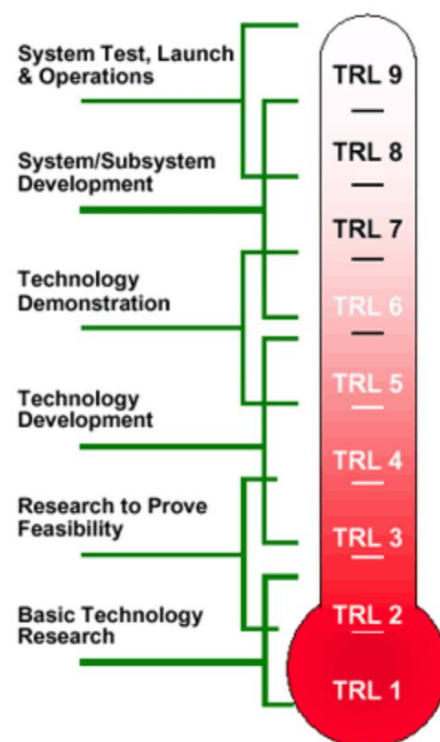 System Test, Launch
& Operations
System/Subsystem
Development
Technology
Demonstration
Technology
Development
Research to Prove
Feasibility
Basic Technology
Research
TRL 9
TRL 8
TRL 7
TRL 6
TRL 5
TRL 4
TRL 3
TRL 2
TRL 1